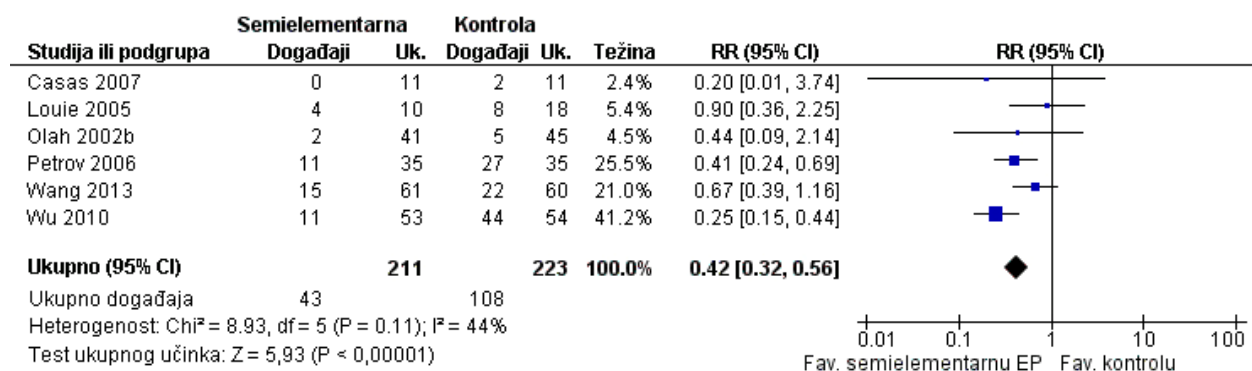 Semielementarna Kontrola
Studija ili podgrupa Događaji Uk. Događaji Uk. Težina RR (95% CI) RR (95% CI)
Casas 2007 0 11 2 11 2.4% 0.20 [0.01, 3.74]
Louie 2005 4 10 8 18 5.4% 0.90 [0.36, 2.25]
Olah 2002b 2 41 5 45 4.5% 0.44 [0.09, 2.14]
Petrov 2006 11 35 27 35 25.5% 0.41 [0.24, 0.69]
Wang 2013 15 61 22 60 21.0% 0.67 [0.39, 1.16]
Wu 2010 11 53 44 54 41.2% 0.25 [0.15, 0.44]
Ukupno (95% CI) 211 223 100.0% 0.42 [0.32, 0.56]
Ukupno događaja 43 108
Heterogenost: Chi² = 8.93, df = 5 (P = 0.11); I² = 44%
Test ukupnog učinka: Z = 5,93 (P < 0,00001)
0.01 0.1 1 10 100
Fav. semielementarnu EP Fav. kontrolu